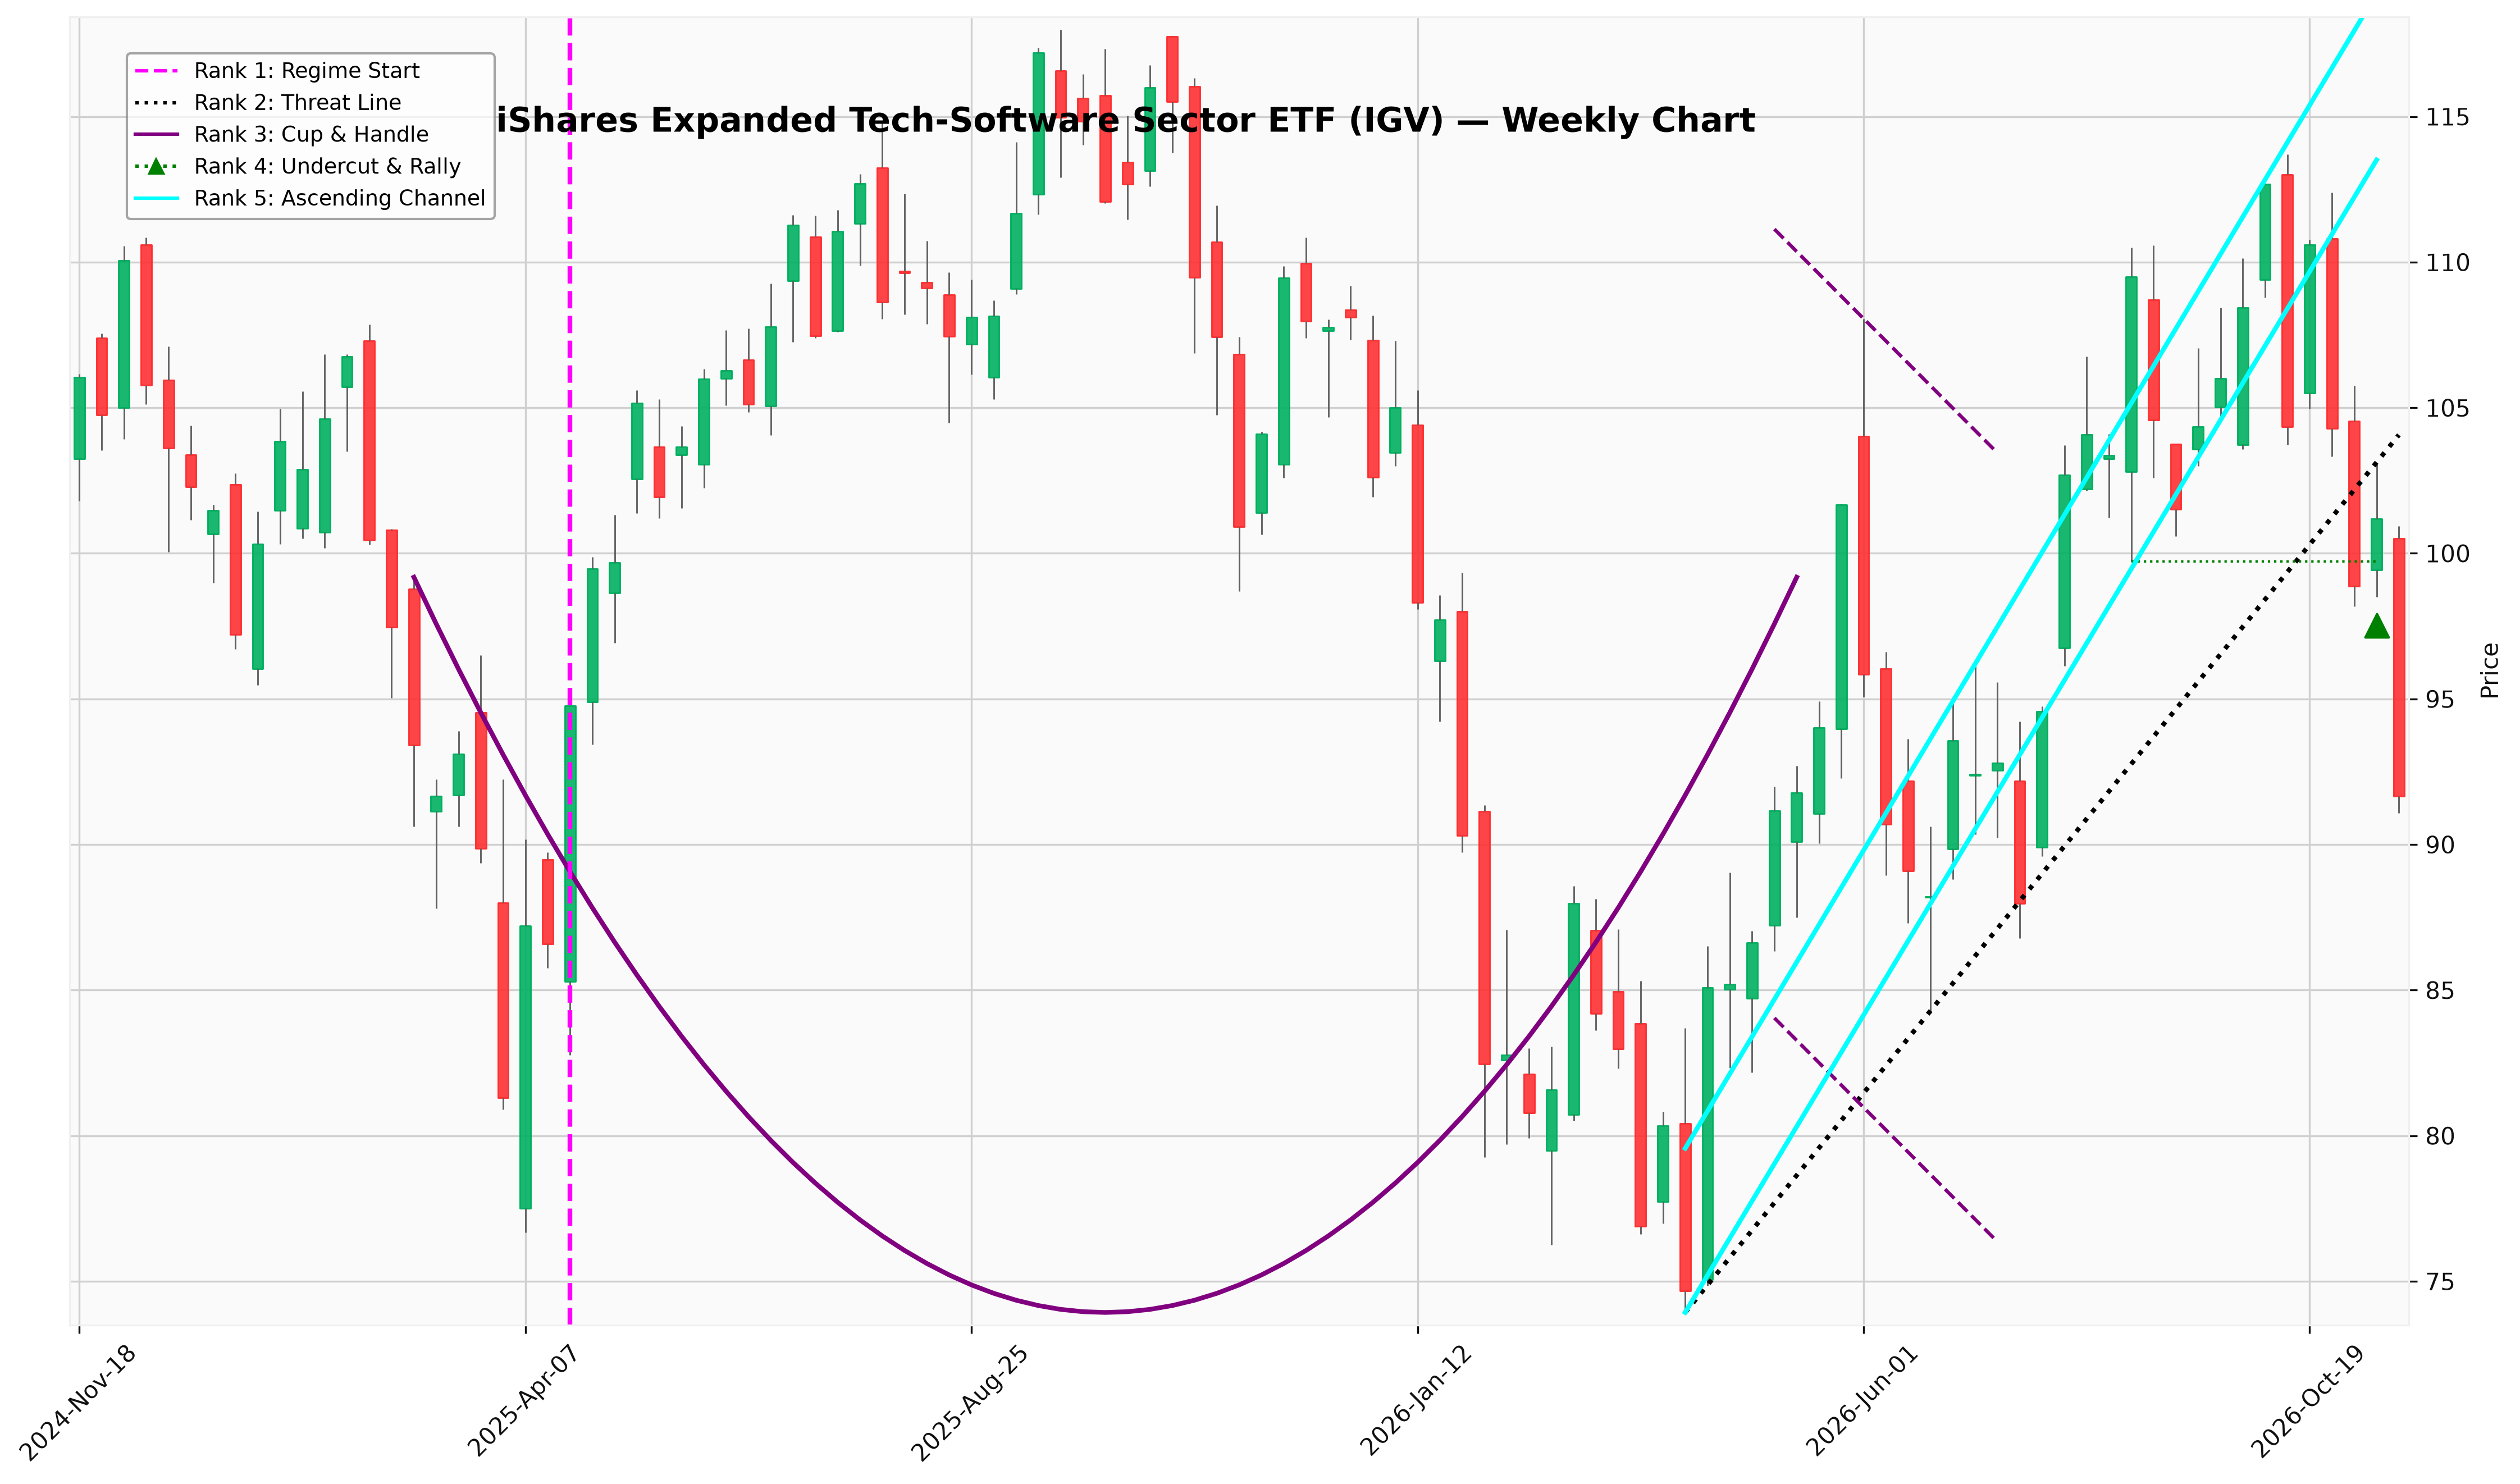 Rank 1: Regime Start
Rank 2: Threat Line
Rank 3: Cup & Handle
Rank 4: Undercut & Rally
Rank 5: Ascending Channel
iShares Expanded Tech-Software Sector ETF (IGV) — Weekly Chart
115
110
105
100
95
90
85
80
75
Price
2024-Nov-18
2025-Apr-07
2025-Aug-25
2026-Jan-12
2026-Jun-01
2026-Oct-19